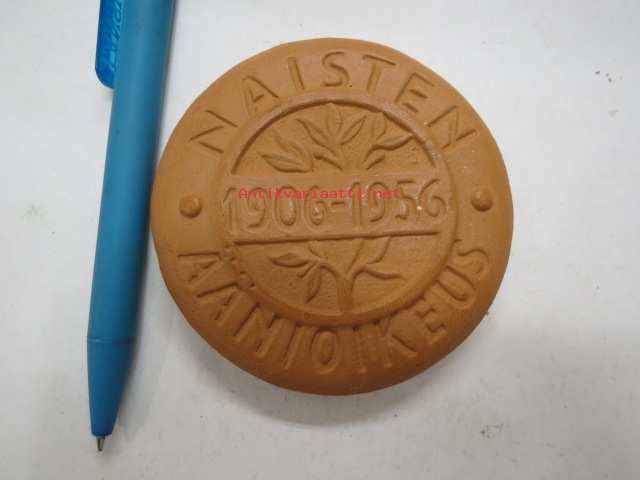 NAISTEN
Antikvariaatti.net
1906-1956
ÄÄNIOIKEUS